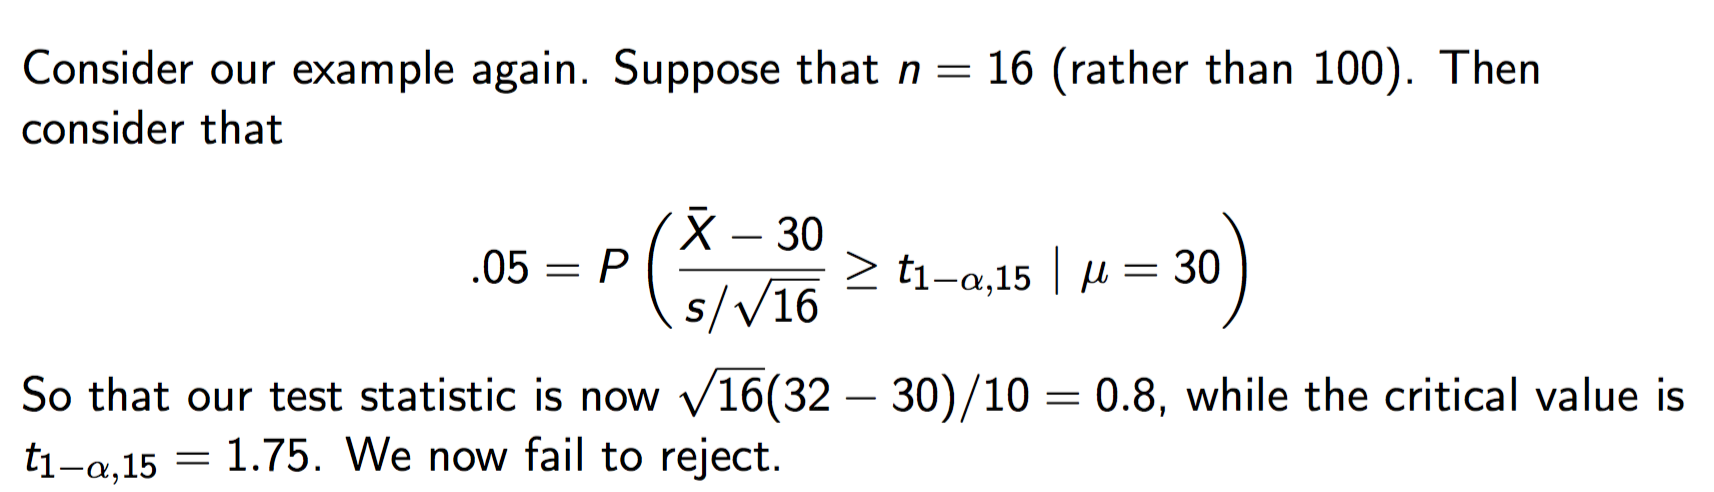 Consider our example again. Suppose that n = 16 (rather than 100). Then
consider that
.05 = P ( (X̄ − 30) / (s/√16) ≥ t₁₋α,₁₅ | μ = 30 )
So that our test statistic is now √16(32 − 30)/10 = 0.8, while the critical value is
t₁₋α,₁₅ = 1.75. We now fail to reject.